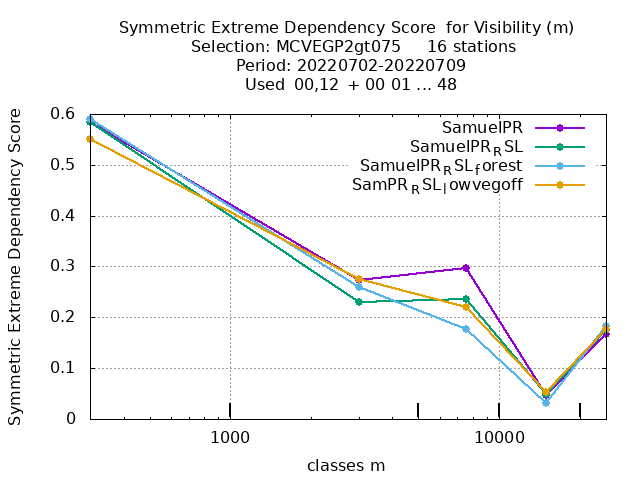 Symmetric Extreme Dependency Score for Visibility (m)
Selection: MCVEGP2gt075 16 stations
Period: 20220702-20220709
Used 00,12 + 00 01 ... 48
Symmetric Extreme Dependency Score
0.6
0.5
0.4
0.3
0.2
0.1
0
SamuelPR
SamuelPR_RSL
SamuelPR_RSL_forest
SamPR_RSL_lowvegoff
1000
10000
classes m